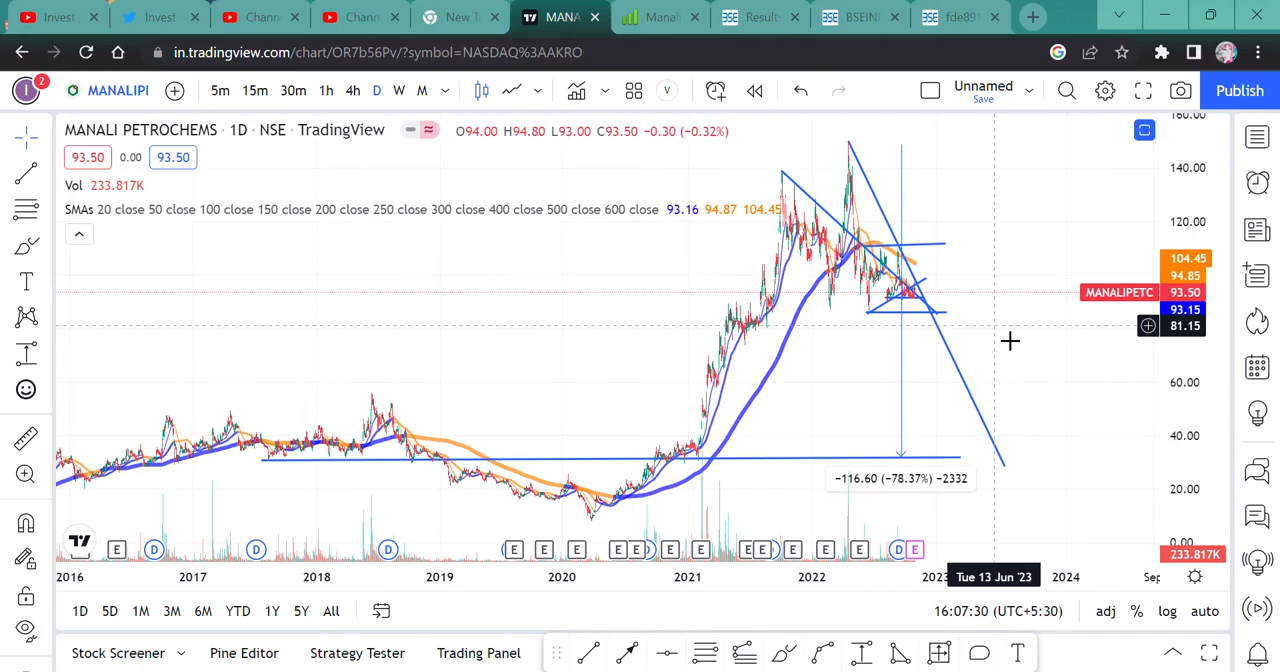 Invest Invest Chann Chann New Ta MANA Manali Result BSEINI fde891
in.tradingview.com/chart/OR7b56Pv/?symbol=NASDAQ%3AAKRO
I 2 MANALIPI 5m 15m 30m 1h 4h D W M V Unnamed Save Publish
MANALI PETROCHEMS · 1D · NSE · TradingView O94.00 H94.80 L93.00 C93.50 −0.30 (−0.32%)
93.50 0.00 93.50
Vol 233.817K
SMAs 20 close 50 close 100 close 150 close 200 close 250 close 300 close 400 close 500 close 600 close 93.16 94.87 104.45
160.00
140.00
120.00
104.45
94.85
MANALIPETC 93.50
93.15
81.15
60.00
40.00
20.00
0.00
233.817K
−116.60 (−78.37%) −2332
E D D D E E E E E E E E E E E E E D E
2016 2017 2018 2019 2020 2021 2022 2023 Tue 13 Jun '23 2024 Sep
1D 5D 1M 3M 6M YTD 1Y 5Y All 16:07:30 (UTC+5:30) adj % log auto
Stock Screener Pine Editor Strategy Tester Trading Panel